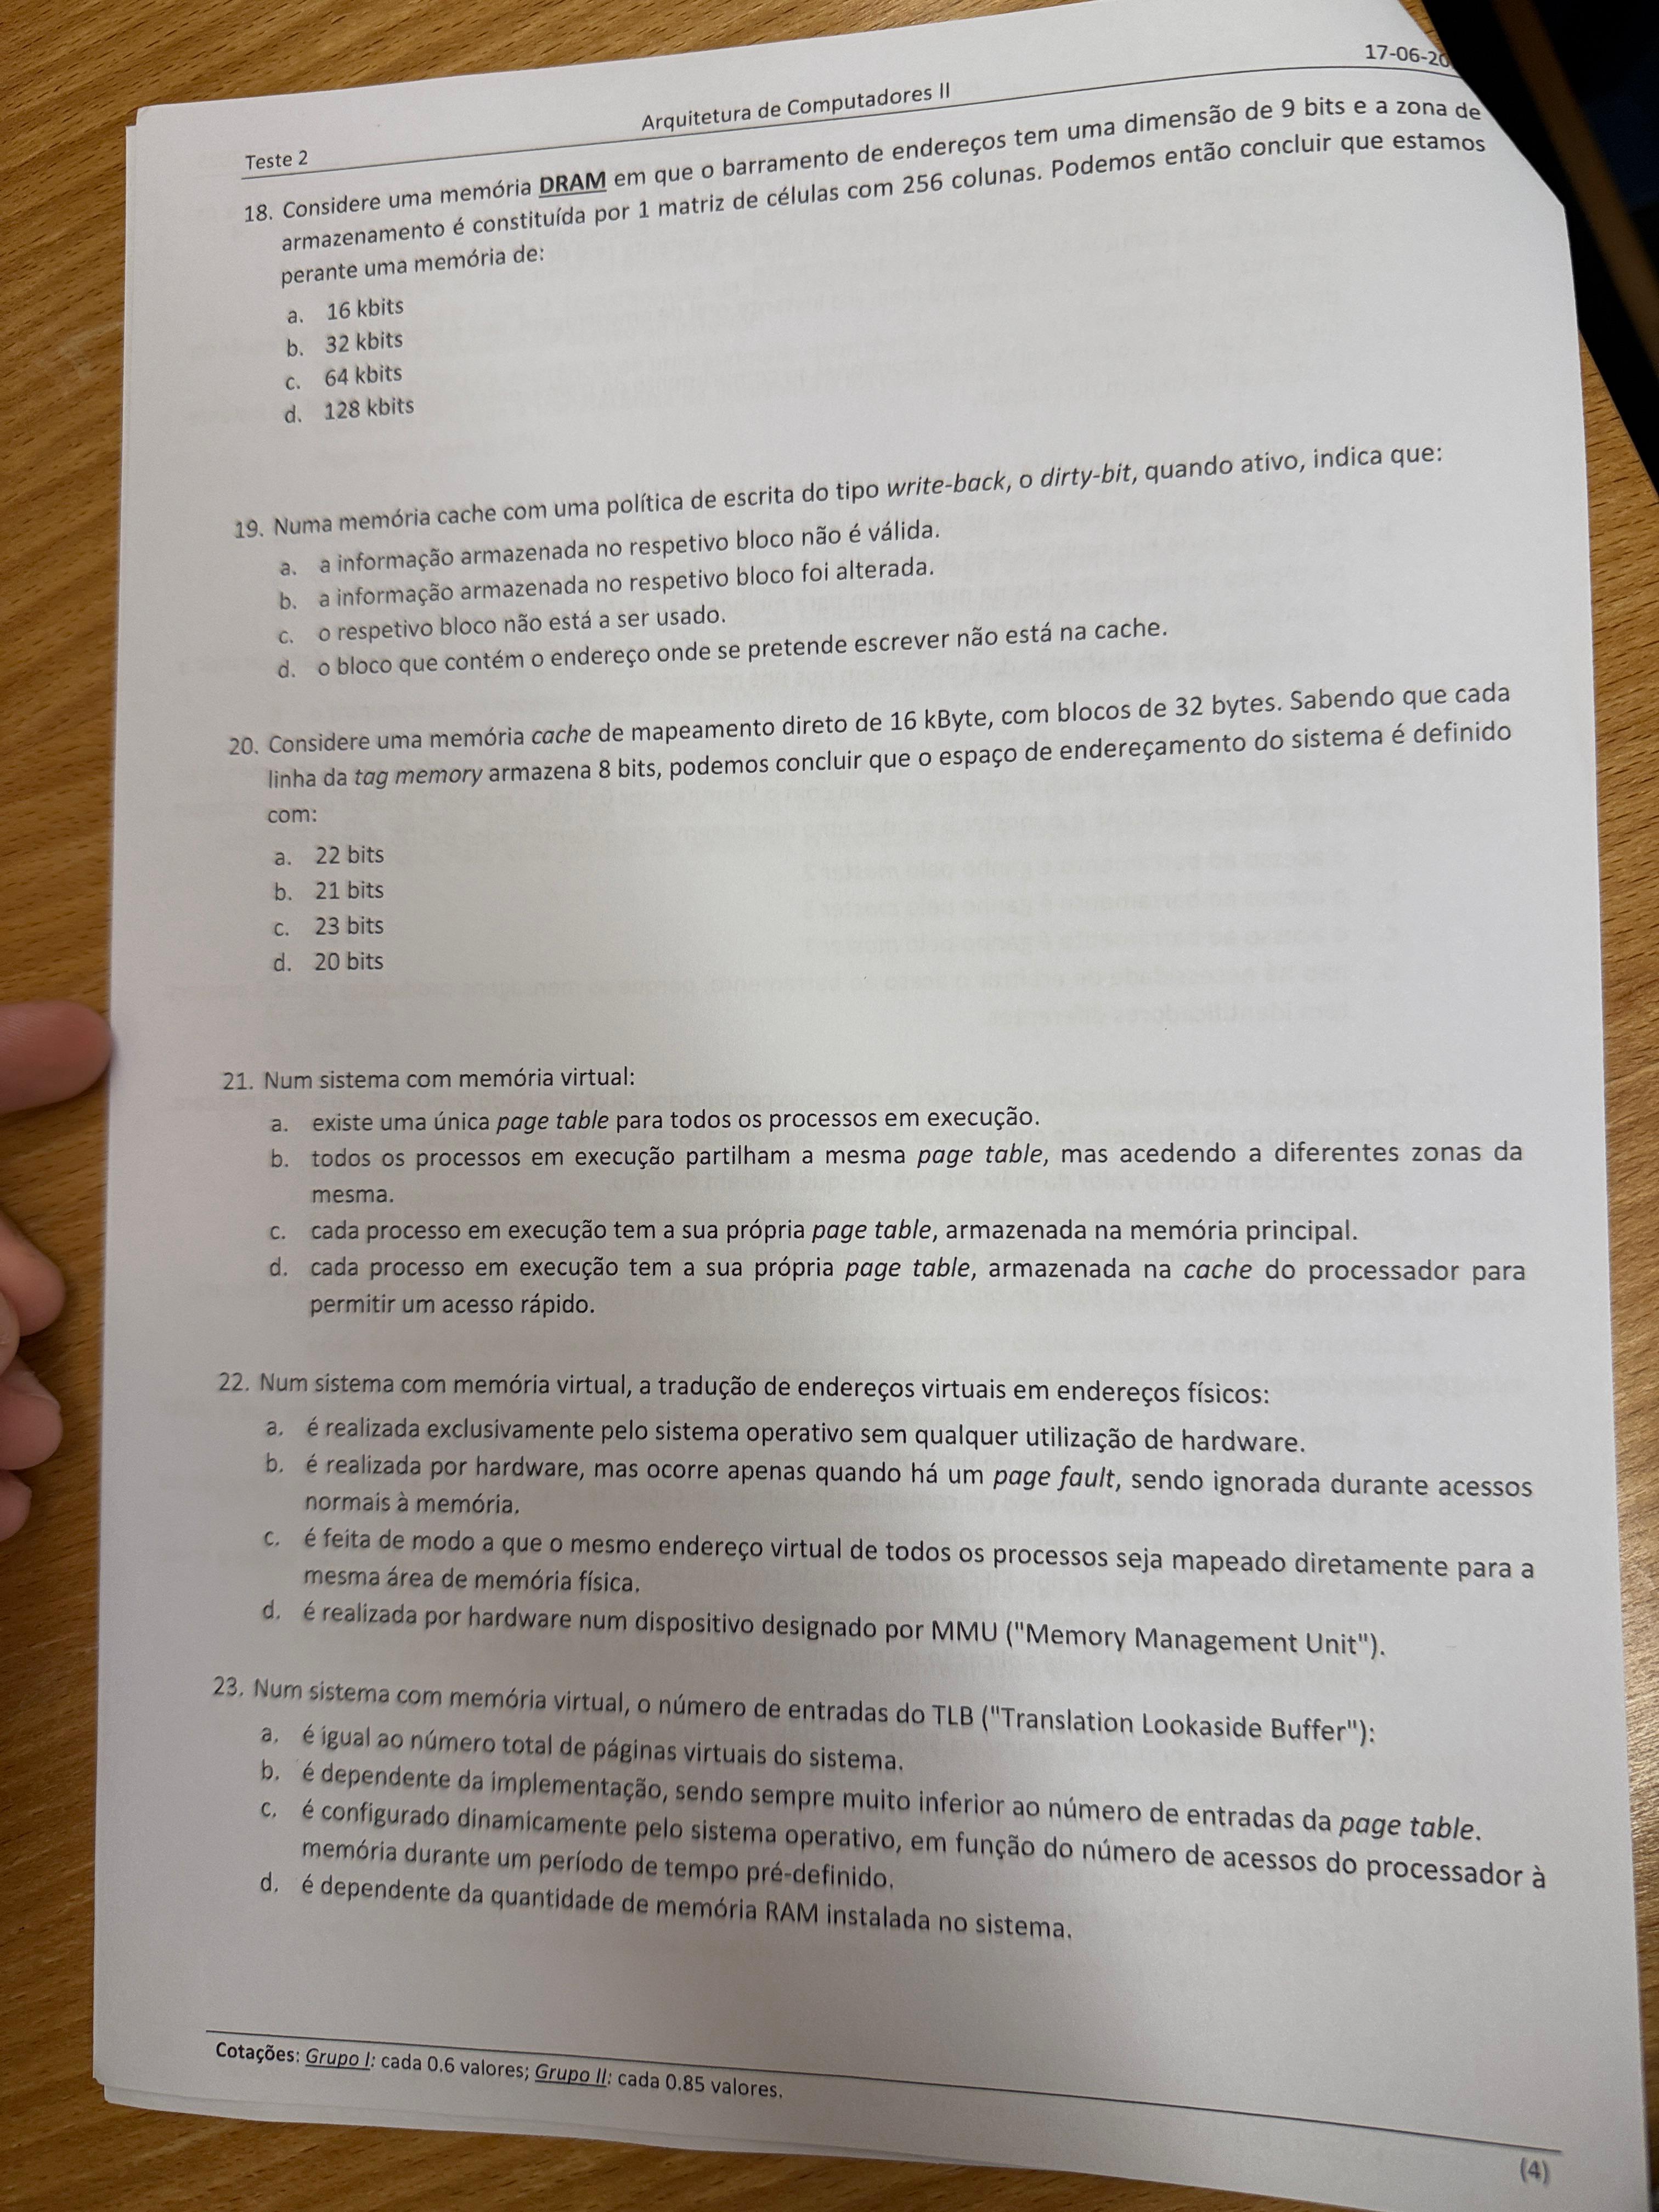 Teste 2
Arquitetura de Computadores II
17-06-20
18. Considere uma memória DRAM em que o barramento de endereços tem uma dimensão de 9 bits e a zona de
armazenamento é constituída por 1 matriz de células com 256 colunas. Podemos então concluir que estamos
perante uma memória de:
a. 16 kbits
b. 32 kbits
c. 64 kbits
d. 128 kbits
19. Numa memória cache com uma política de escrita do tipo write-back, o dirty-bit, quando ativo, indica que:
a. a informação armazenada no respetivo bloco não é válida.
b. a informação armazenada no respetivo bloco foi alterada.
c. o respetivo bloco não está a ser usado.
d. o bloco que contém o endereço onde se pretende escrever não está na cache.
20. Considere uma memória cache de mapeamento direto de 16 kByte, com blocos de 32 bytes. Sabendo que cada
linha da tag memory armazena 8 bits, podemos concluir que o espaço de endereçamento do sistema é definido
com:
a. 22 bits
b. 21 bits
c. 23 bits
d. 20 bits
21. Num sistema com memória virtual:
a. existe uma única page table para todos os processos em execução.
b. todos os processos em execução partilham a mesma page table, mas acedendo a diferentes zonas da
mesma.
c. cada processo em execução tem a sua própria page table, armazenada na memória principal.
d. cada processo em execução tem a sua própria page table, armazenada na cache do processador para
permitir um acesso rápido.
22. Num sistema com memória virtual, a tradução de endereços virtuais em endereços físicos:
a. é realizada exclusivamente pelo sistema operativo sem qualquer utilização de hardware.
b. é realizada por hardware, mas ocorre apenas quando há um page fault, sendo ignorada durante acessos
normais à memória.
c. é feita de modo a que o mesmo endereço virtual de todos os processos seja mapeado diretamente para a
mesma área de memória física.
d. é realizada por hardware num dispositivo designado por MMU ("Memory Management Unit").
23. Num sistema com memória virtual, o número de entradas do TLB ("Translation Lookaside Buffer"):
a. é igual ao número total de páginas virtuais do sistema.
b. é dependente da implementação, sendo sempre muito inferior ao número de entradas da page table.
c. é configurado dinamicamente pelo sistema operativo, em função do número de acessos do processador à
memória durante um período de tempo pré-definido.
d. é dependente da quantidade de memória RAM instalada no sistema.
Cotações: Grupo I: cada 0.6 valores; Grupo II: cada 0.85 valores.
(4)